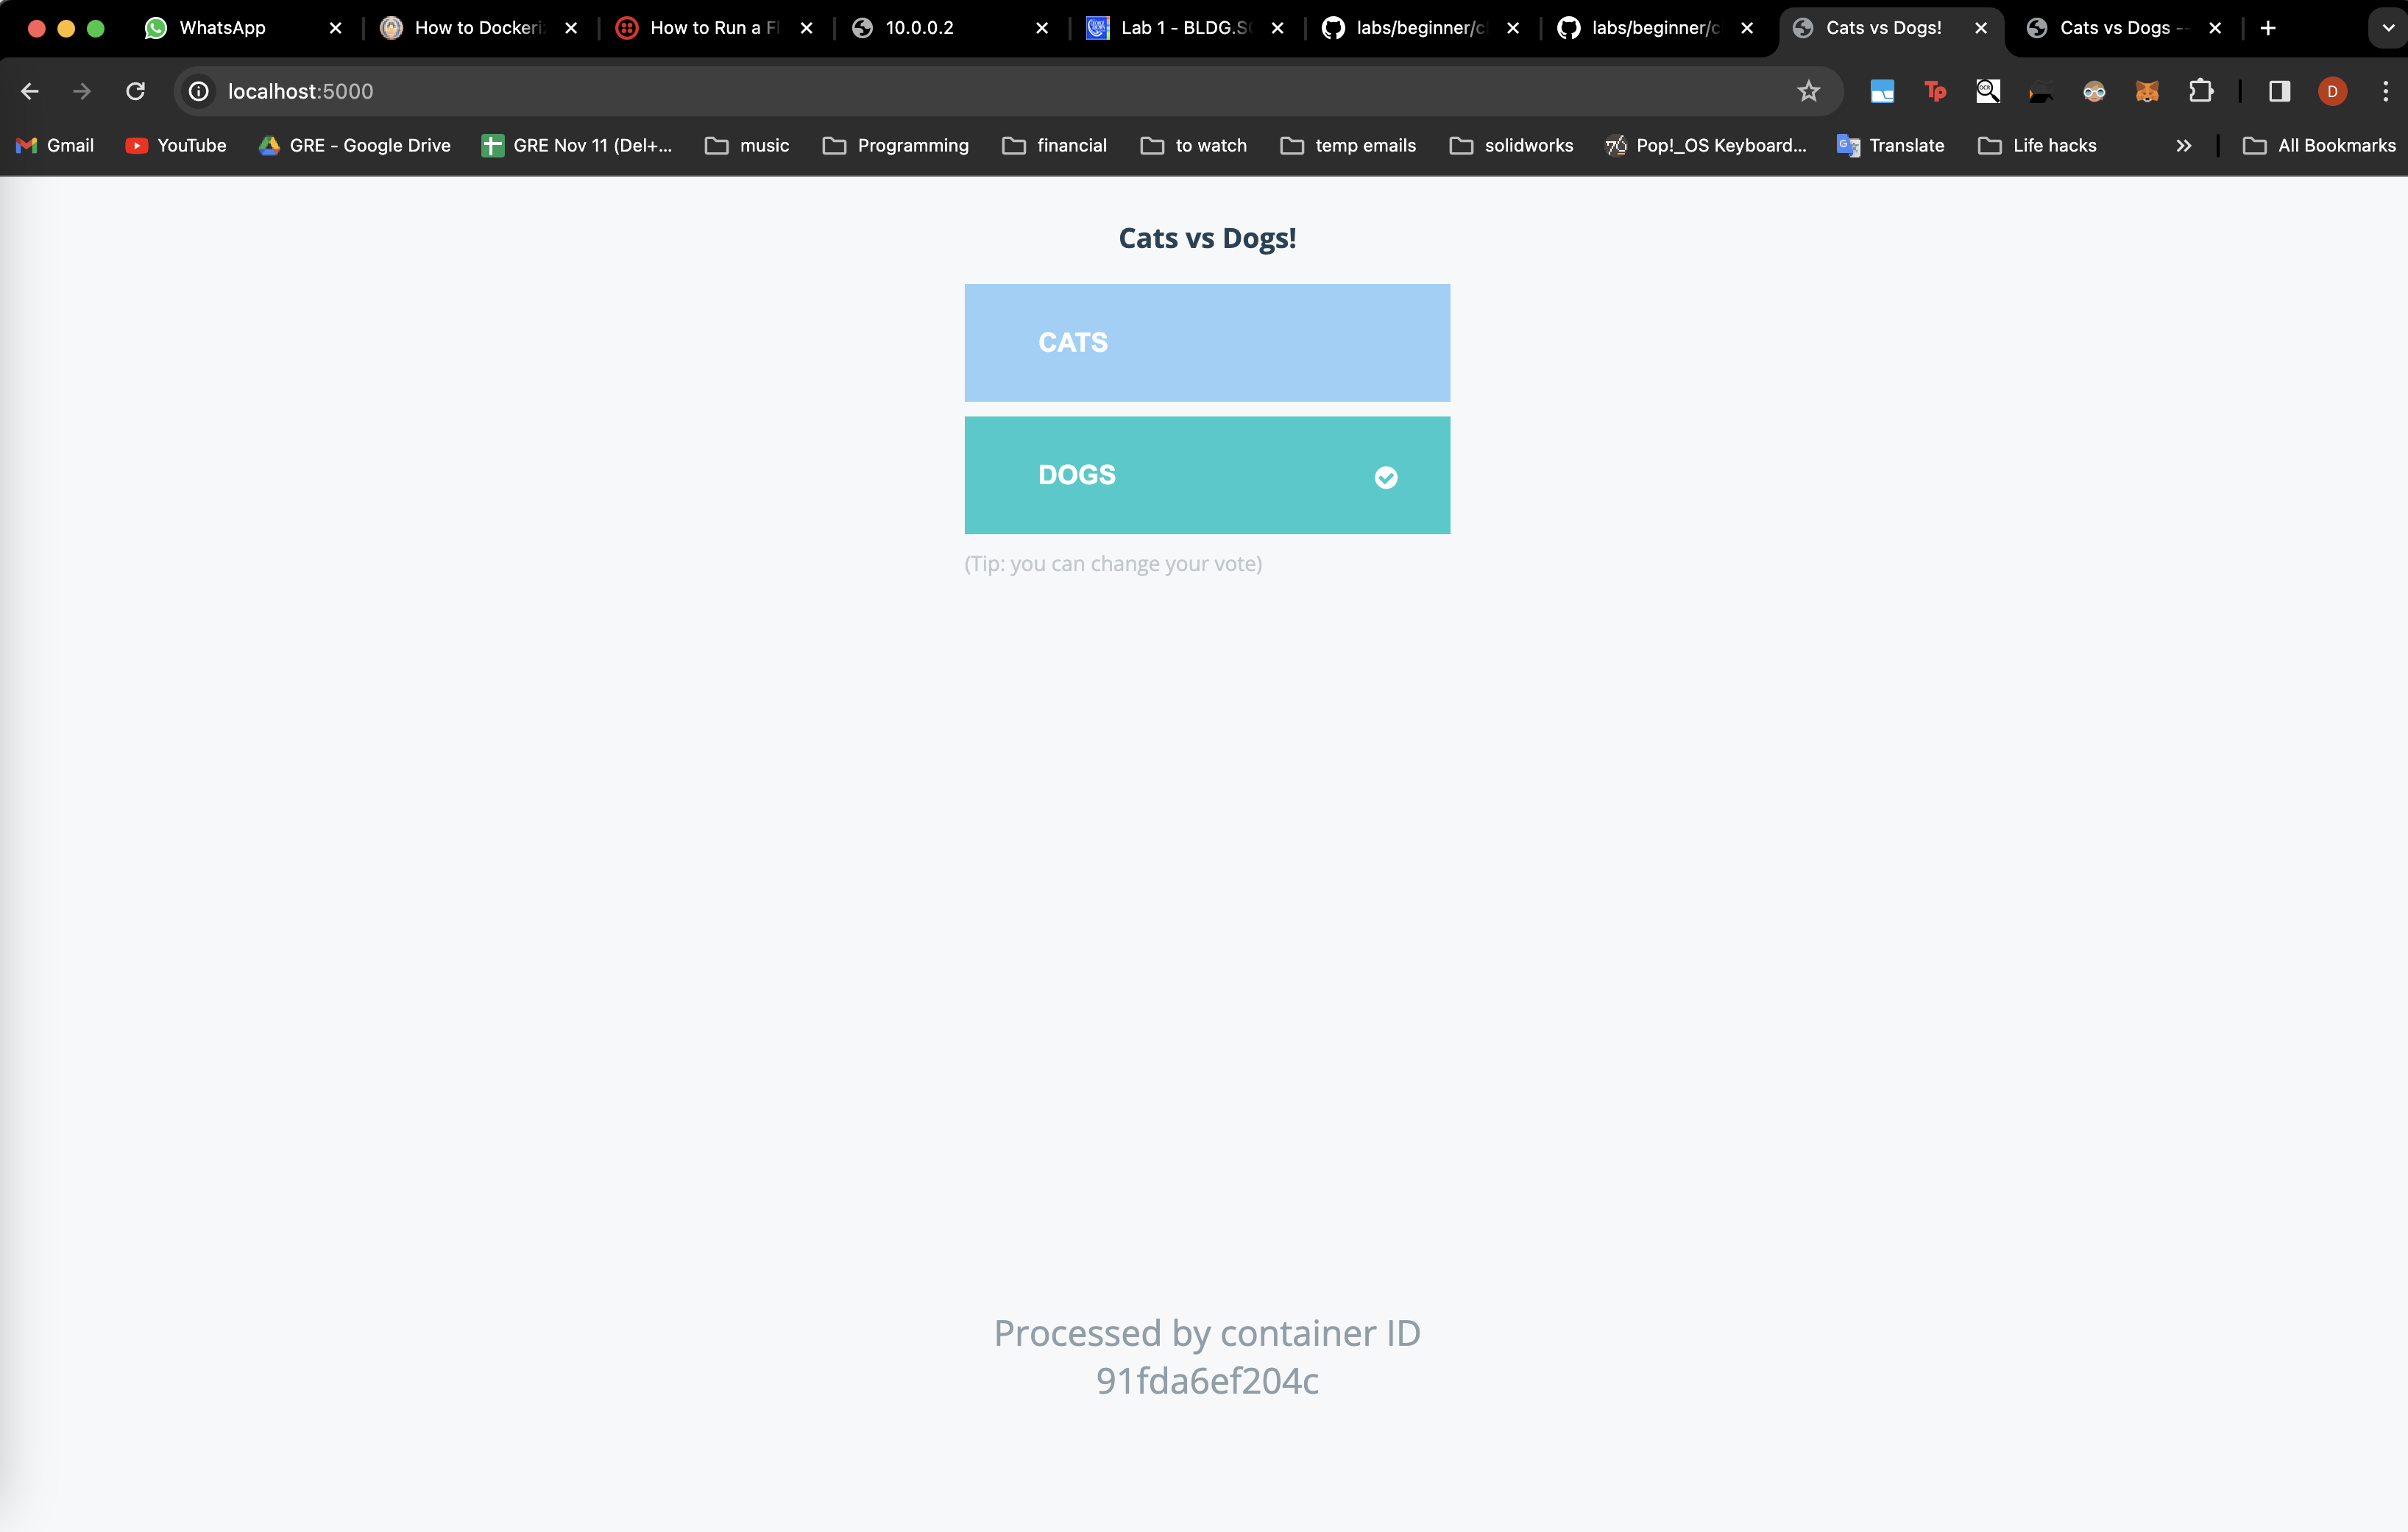 WhatsApp
How to Dockeri
How to Run a Fl
10.0.0.2
Lab 1 - BLDG.SC
labs/beginner/c
labs/beginner/c
Cats vs Dogs!
Cats vs Dogs -
localhost:5000
Tp
OCR
D
Gmail
YouTube
GRE - Google Drive
GRE Nov 11 (Del+...
music
Programming
financial
to watch
temp emails
solidworks
Pop!_OS Keyboard...
Translate
Life hacks
All Bookmarks
Cats vs Dogs!
CATS
DOGS
(Tip: you can change your vote)
Processed by container ID
91fda6ef204c